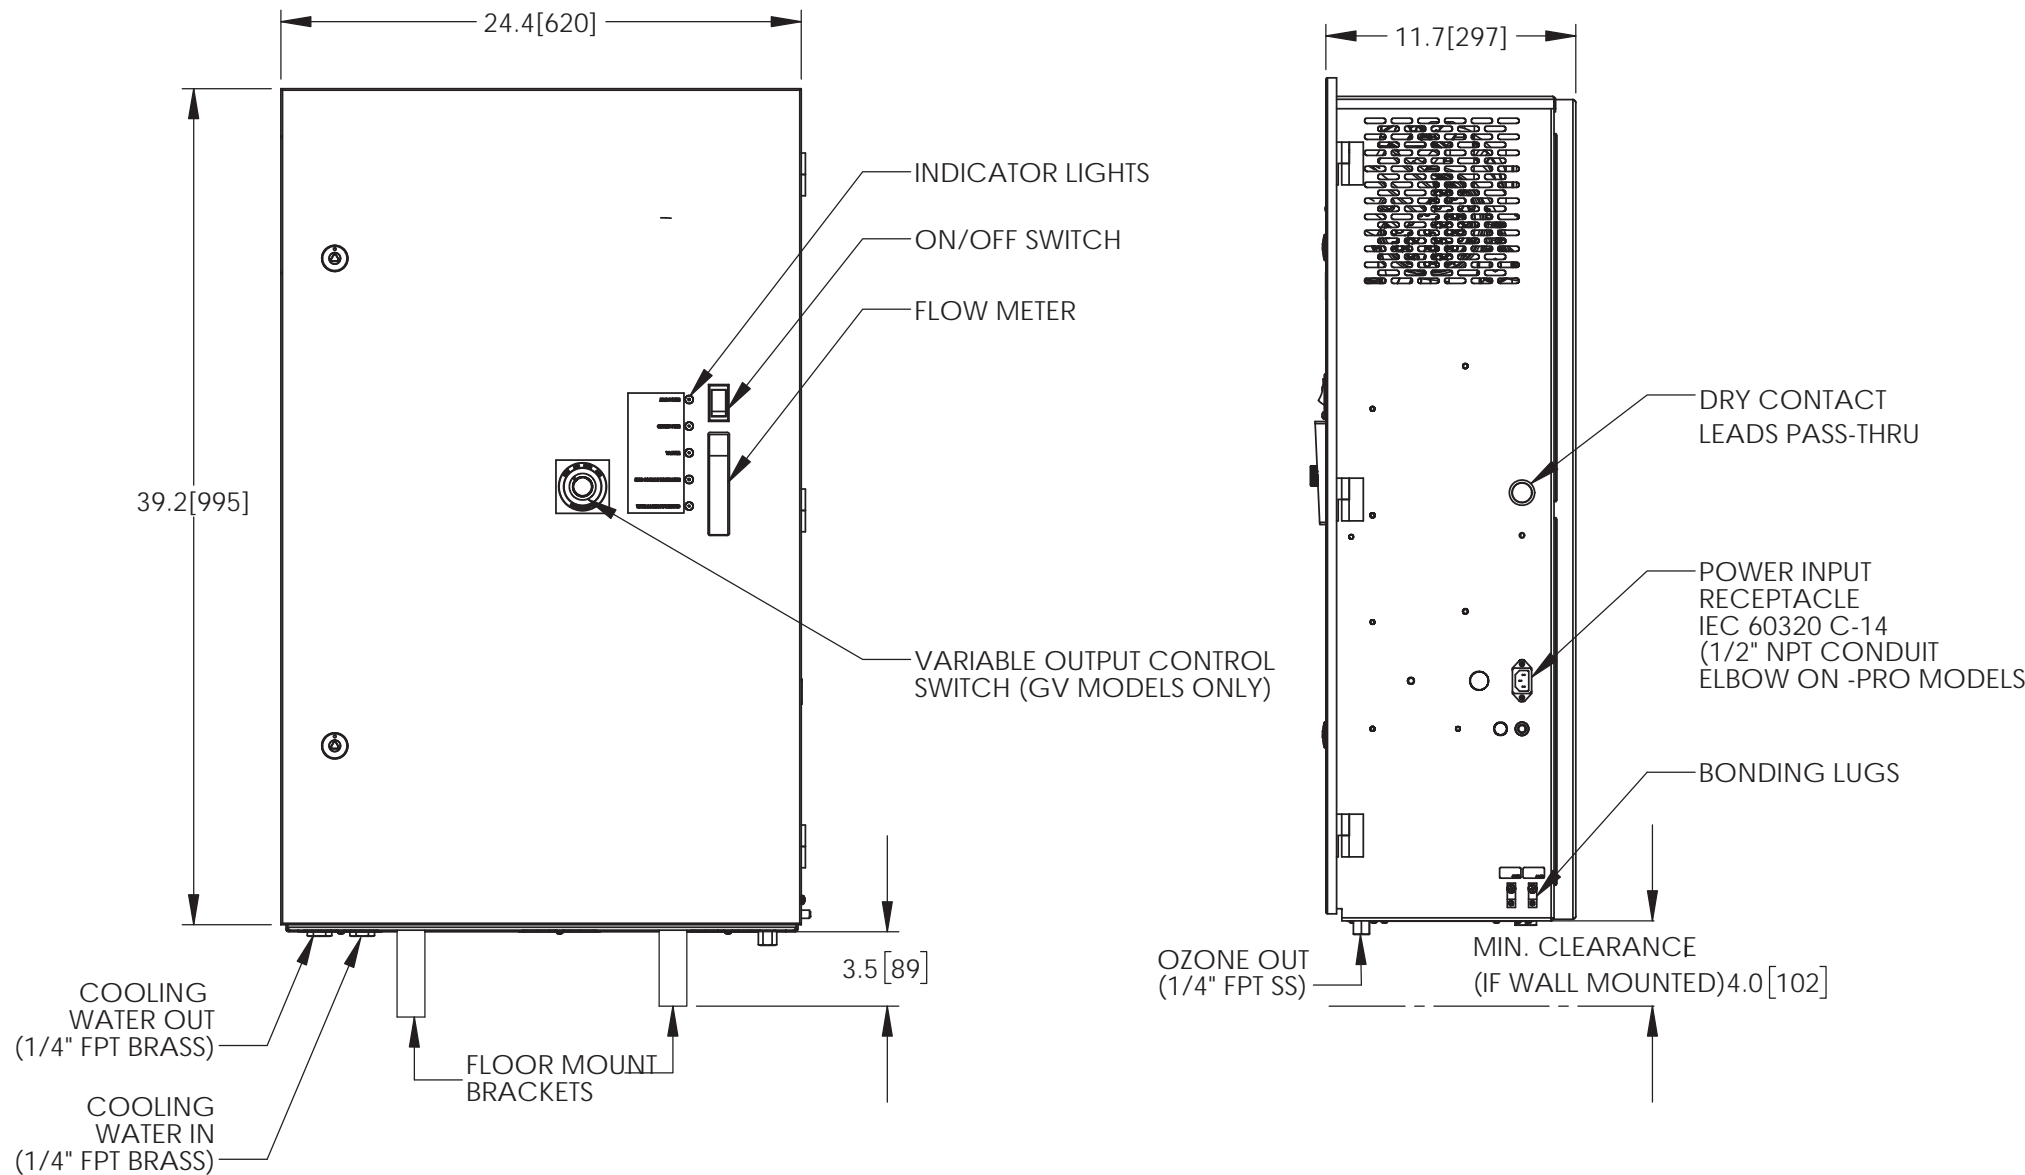 24.4[620]
11.7[297]
INDICATOR LIGHTS
ON/OFF SWITCH
FLOW METER
39.2[995]
VARIABLE OUTPUT CONTROL
SWITCH (GV MODELS ONLY)
3.5[89]
COOLING
WATER OUT
(1/4" FPT BRASS)
COOLING
WATER IN
(1/4" FPT BRASS)
FLOOR MOUNT
BRACKETS
DRY CONTACT
LEADS PASS-THRU
POWER INPUT
RECEPTACLE
IEC 60320 C-14
(1/2" NPT CONDUIT
ELBOW ON -PRO MODELS
BONDING LUGS
OZONE OUT
(1/4" FPT SS)
MIN. CLEARANCE
(IF WALL MOUNTED)4.0[102]